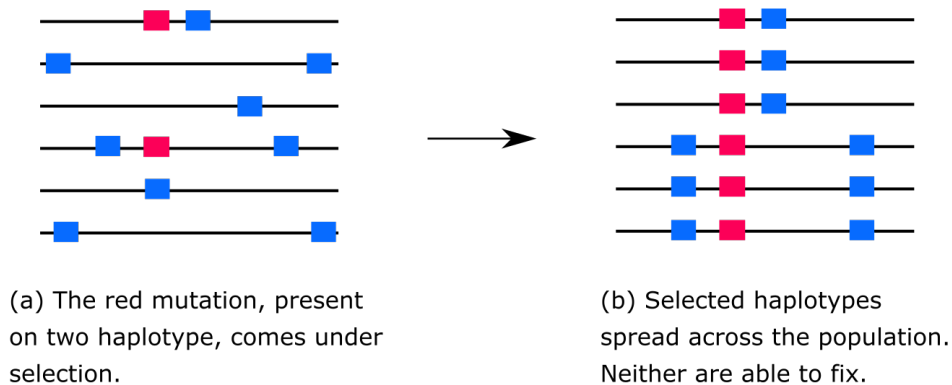 (a) The red mutation, present
on two haplotype, comes under
selection.
(b) Selected haplotypes
spread across the population.
Neither are able to fix.